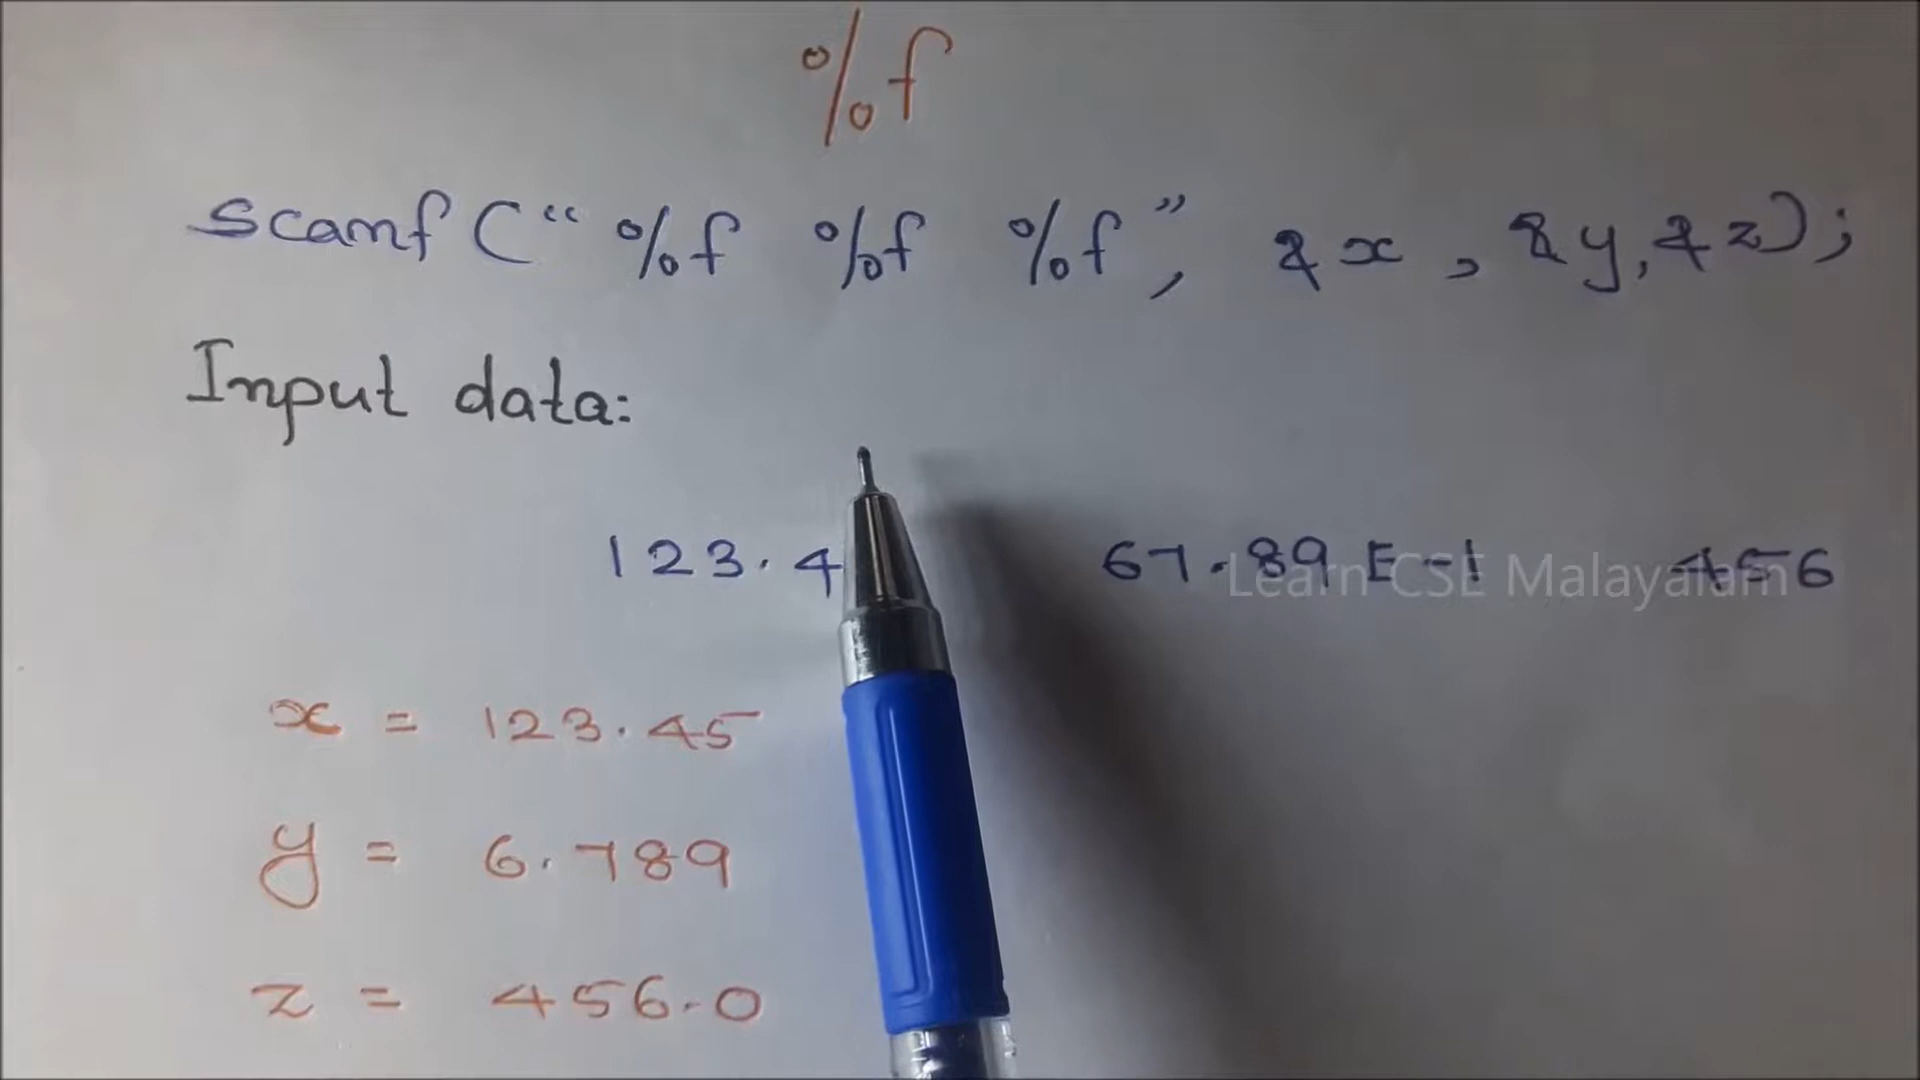 %f
scanf ("%f %f %f", &x, &y, &z);
Input data:
123.4 67.89E-1 456
Learn CSE Malayalam
x = 123.45
y = 6.789
z = 456.0